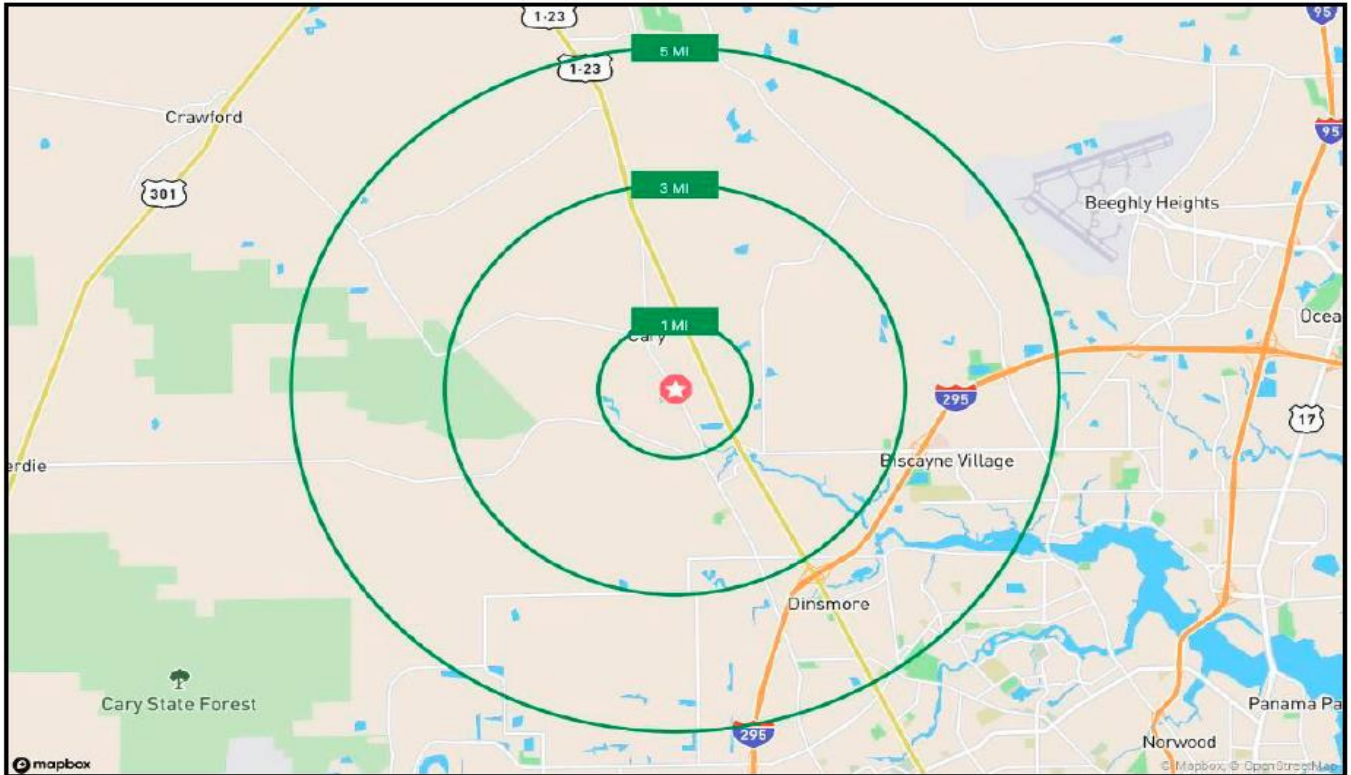 1-23
95
5 MI
1-23
Crawford
95
301
3 MI
Beeghly Heights
1 MI
Cary
Ocea
295
17
erdie
Biscayne Village
Dinsmore
Cary State Forest
Panama Pa
295
Norwood
mapbox
© Mapbox, © OpenStreetMap